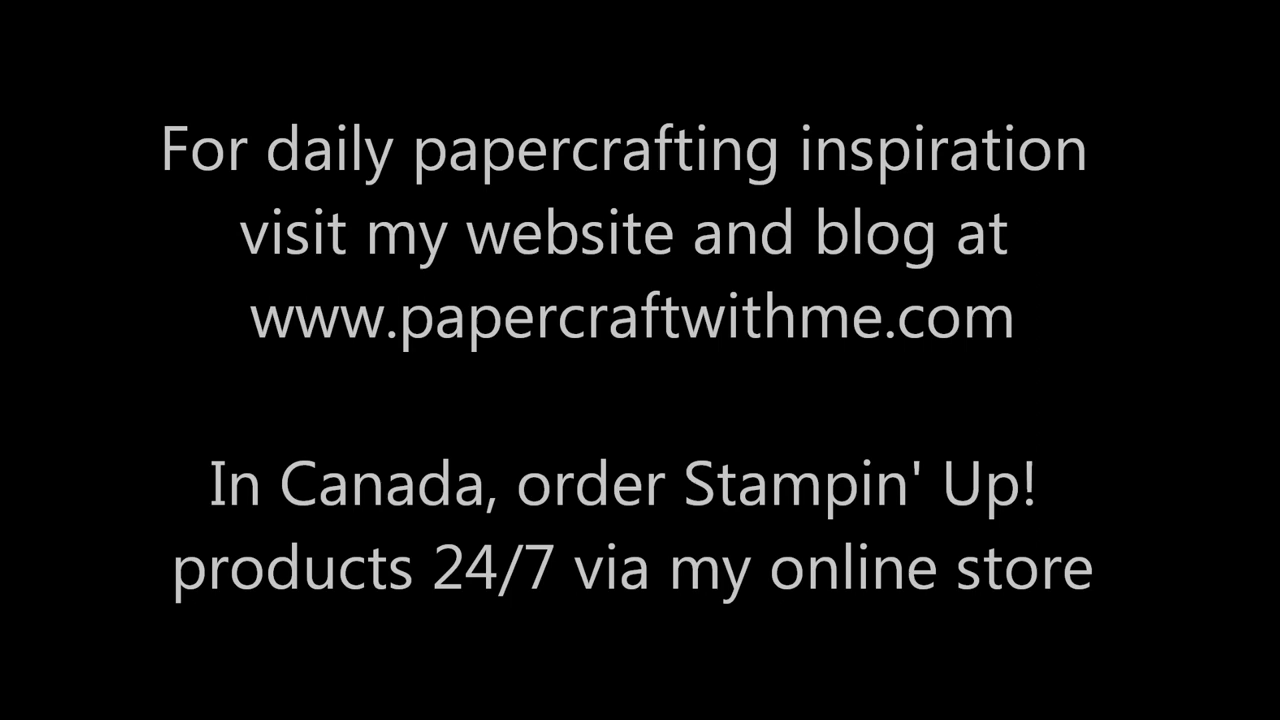 For daily papercrafting inspiration
visit my website and blog at
www.papercraftwithme.com
In Canada, order Stampin' Up!
products 24/7 via my online store